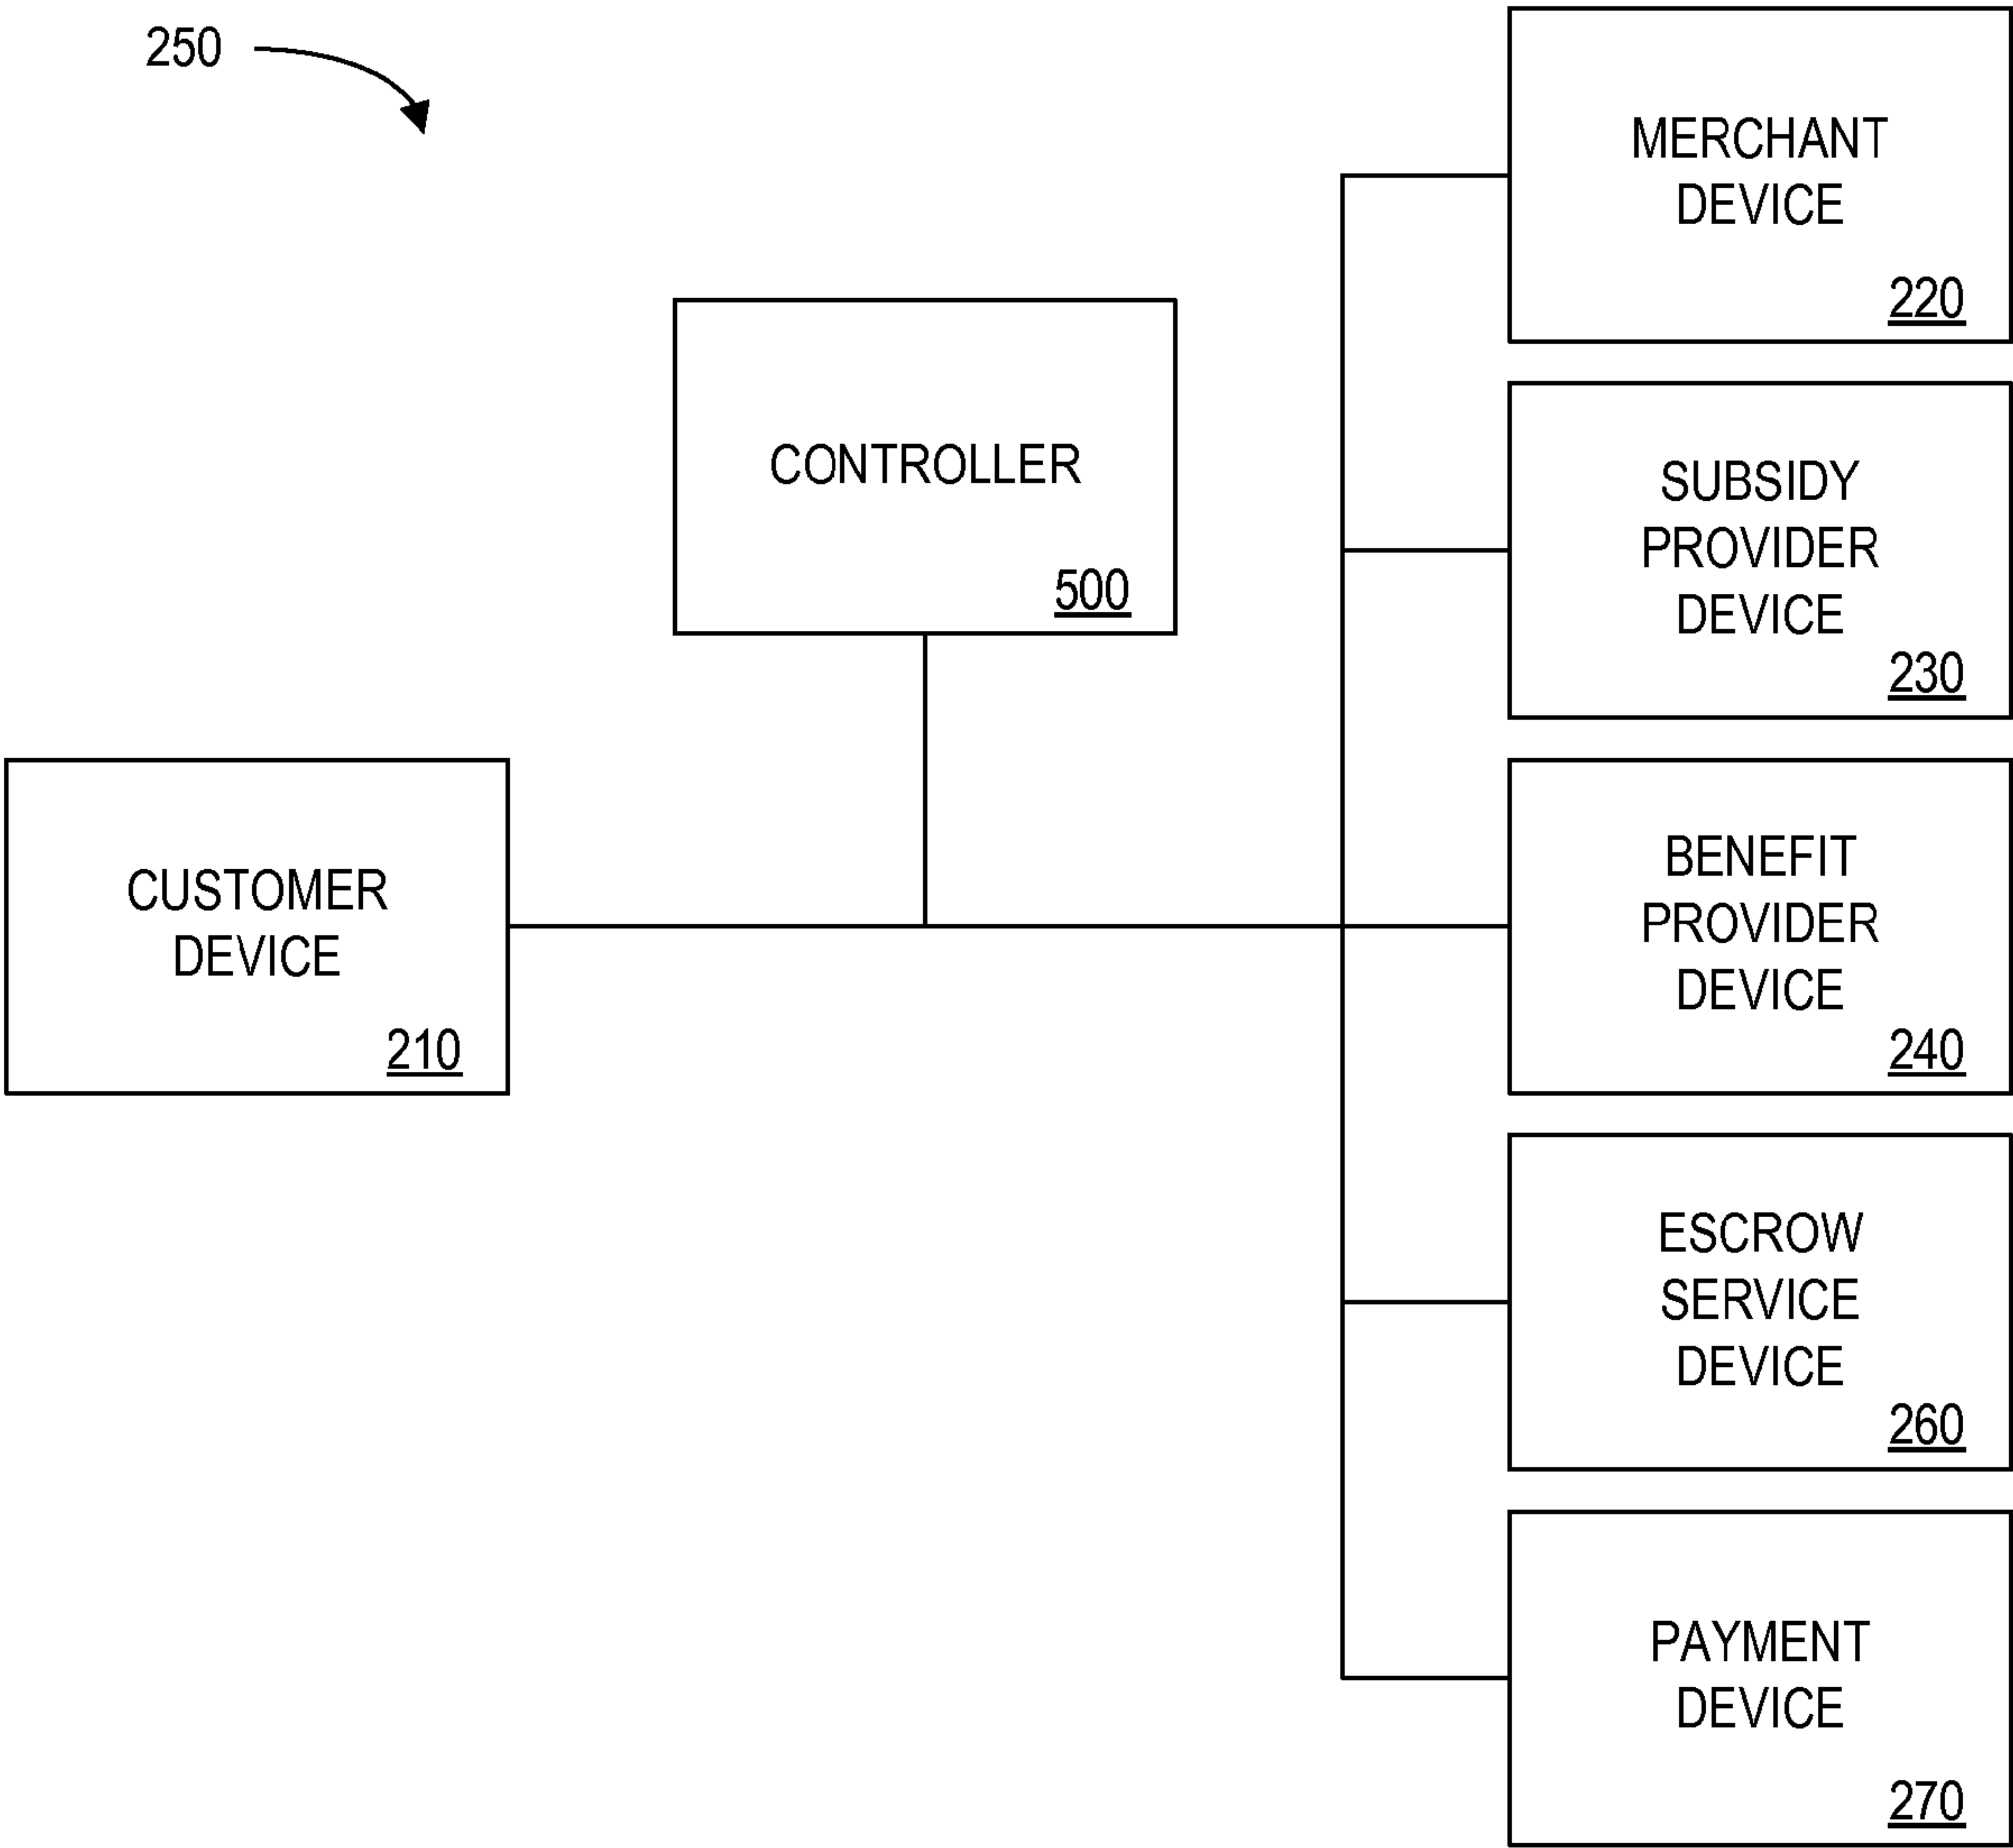 250
MERCHANT
DEVICE
220
CONTROLLER
500
SUBSIDY
PROVIDER
DEVICE
230
CUSTOMER
DEVICE
210
BENEFIT
PROVIDER
DEVICE
240
ESCROW
SERVICE
DEVICE
260
PAYMENT
DEVICE
270